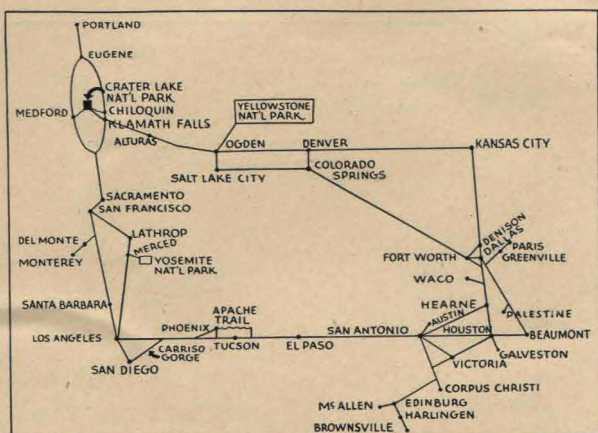 PORTLAND
EUGENE
CRATER LAKE
NAT'L PARK
MEDFORD
CHILOQUIN
KLAMATH FALLS
ALTURAS
YELLOWSTONE
NAT'L PARK
OGDEN
DENVER
KANSAS CITY
SALT LAKE CITY
COLORADO
SPRINGS
SACRAMENTO
SAN FRANCISCO
DEL MONTE
MONTEREY
LATHROP
MERCED
YOSEMITE
NAT'L PARK
DENISON
DALLAS
PARIS
GREENVILLE
FORT WORTH
WACO
SANTA BARBARA
HEARNE
AUSTIN
PALESTINE
LOS ANGELES
PHOENIX
APACHE
TRAIL
SAN ANTONIO
HOUSTON
BEAUMONT
CARRISO
GORGE
TUCSON
EL PASO
GALVESTON
SAN DIEGO
VICTORIA
CORPUS CHRISTI
McALLEN
EDINBURG
HARLINGEN
BROWNSVILLE